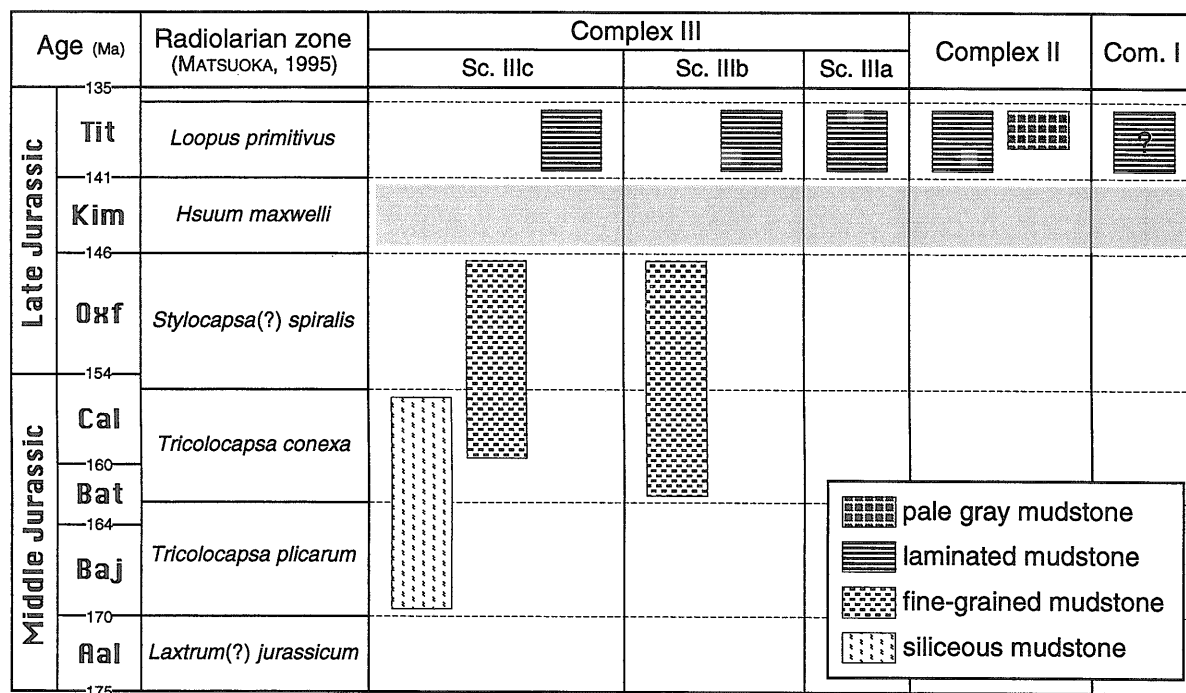 Age (Ma)
Radiolarian zone
(MATSUOKA, 1995)
Complex III
Sc. IIIc
Sc. IIIb
Sc. IIIa
Complex II
Com. I
135
Late Jurassic
Tit
Loopus primitivus
?
141
Kim
Hsuum maxwelli
146
Oxf
Stylocapsa(?) spiralis
154
Middle Jurassic
Cal
Tricolocapsa conexa
160
Bat
164
Baj
Tricolocapsa plicarum
170
Aal
Laxtrum(?) jurassicum
175
pale gray mudstone
laminated mudstone
fine-grained mudstone
siliceous mudstone